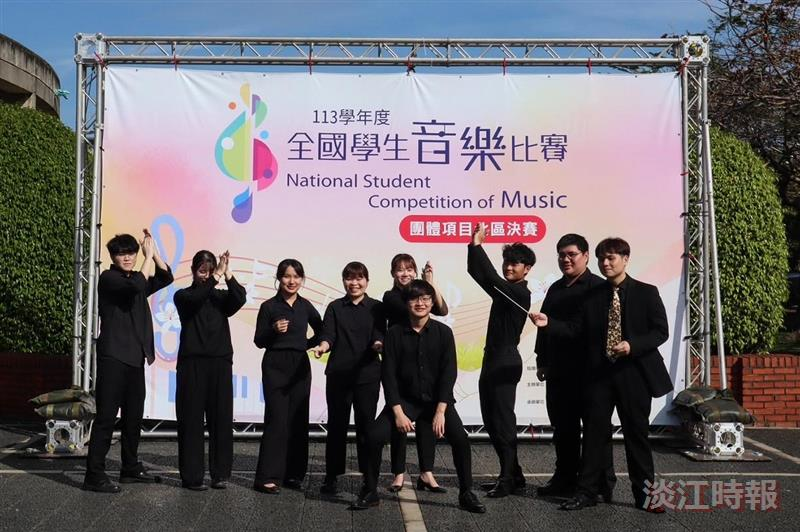 113學年度
全國學生音樂比賽
National Student
Competition of Music
團體項目北區決賽
淡江時報